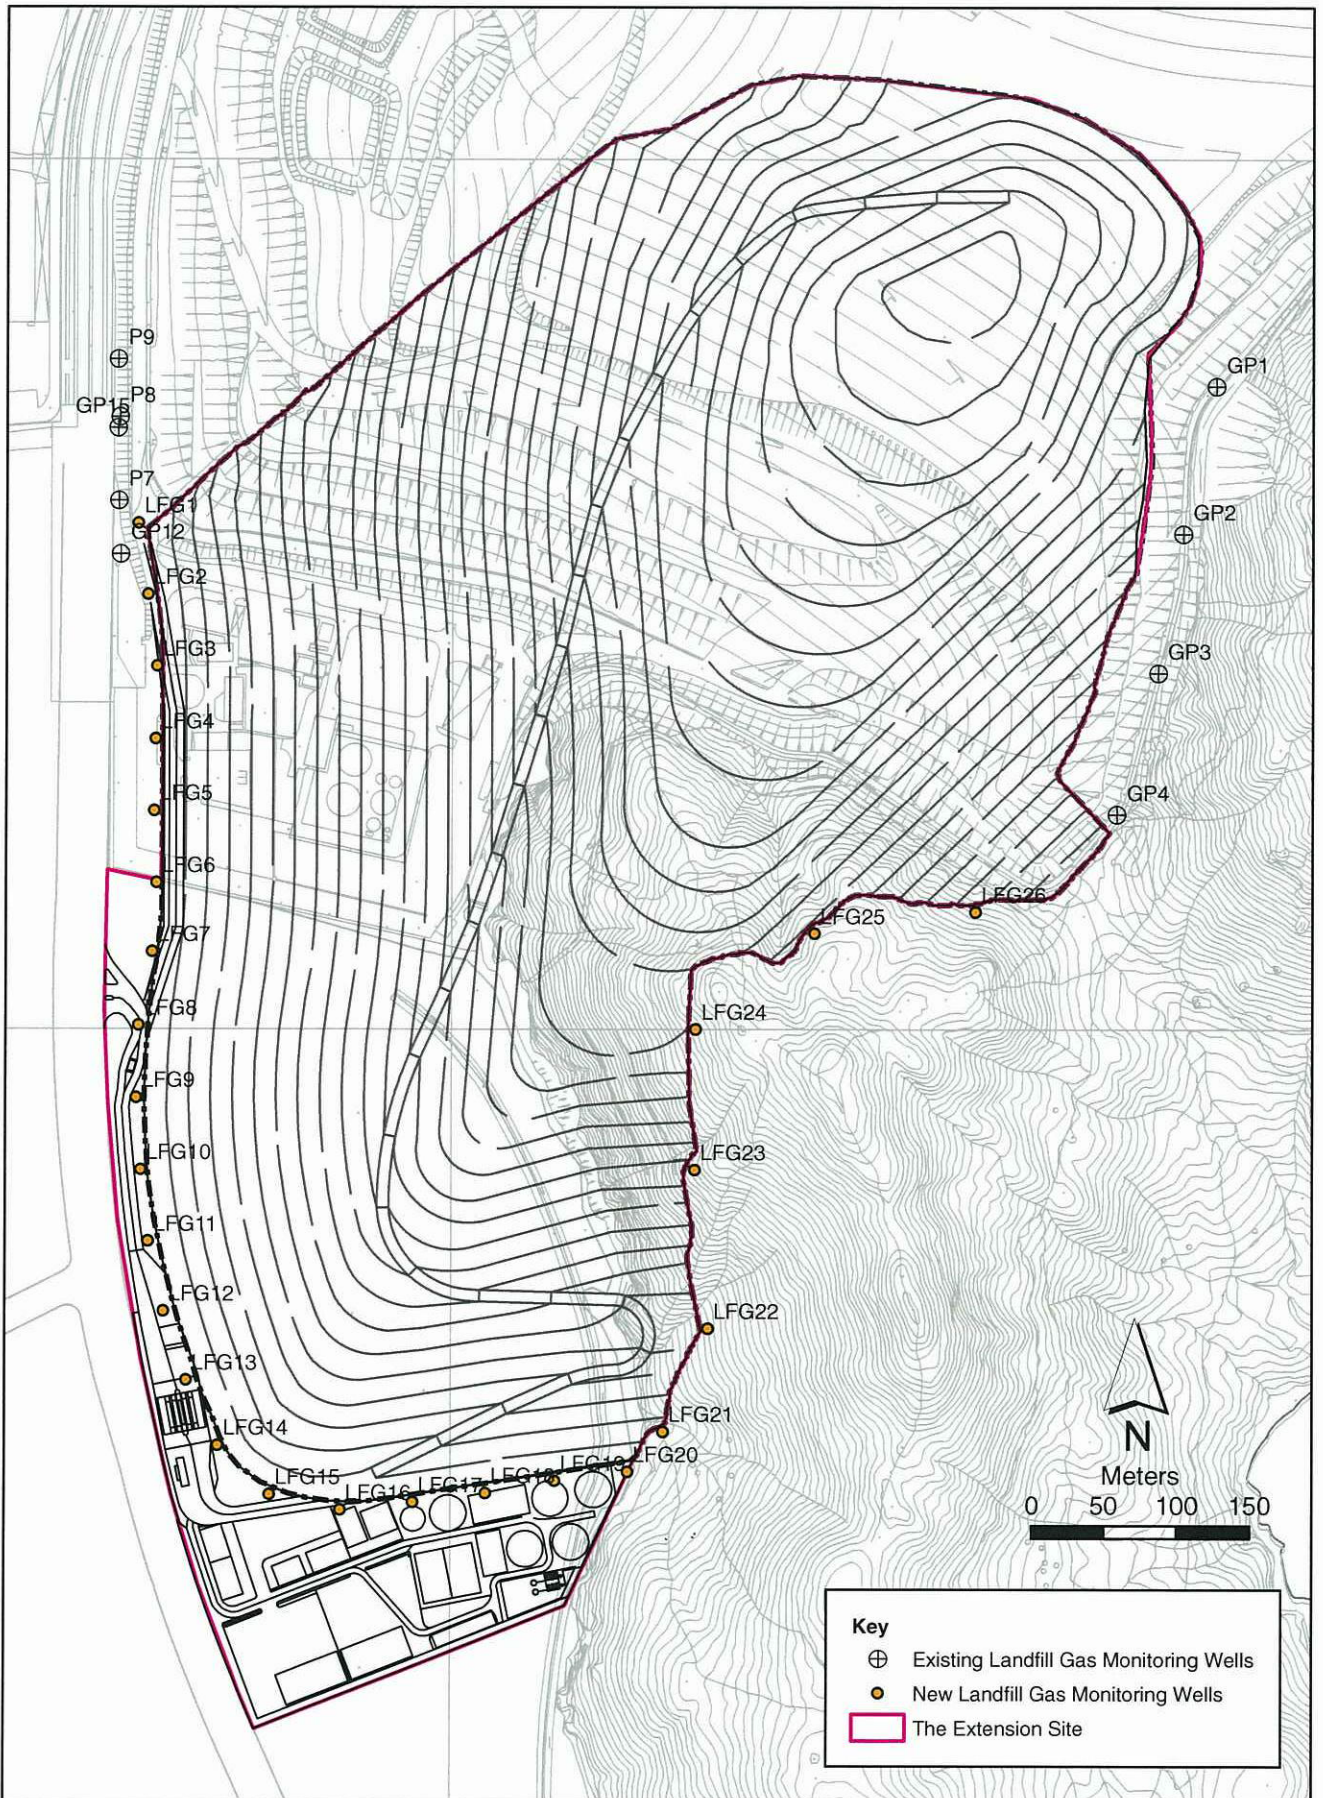 P9
GP1
P8
GP15
P7
LFG1
GP12
GP2
LFG2
LFG3
GP3
LFG4
LFG5
GP4
LFG6
LFG26
LFG25
LFG7
LFG8
LFG24
LFG9
LFG10
LFG23
LFG11
LFG12
LFG22
LFG13
LFG21
LFG14
LFG20
LFG19
LFG18
LFG17
LFG16
LFG15
N
Meters
0 50 100 150
Key
Existing Landfill Gas Monitoring Wells
New Landfill Gas Monitoring Wells
The Extension Site